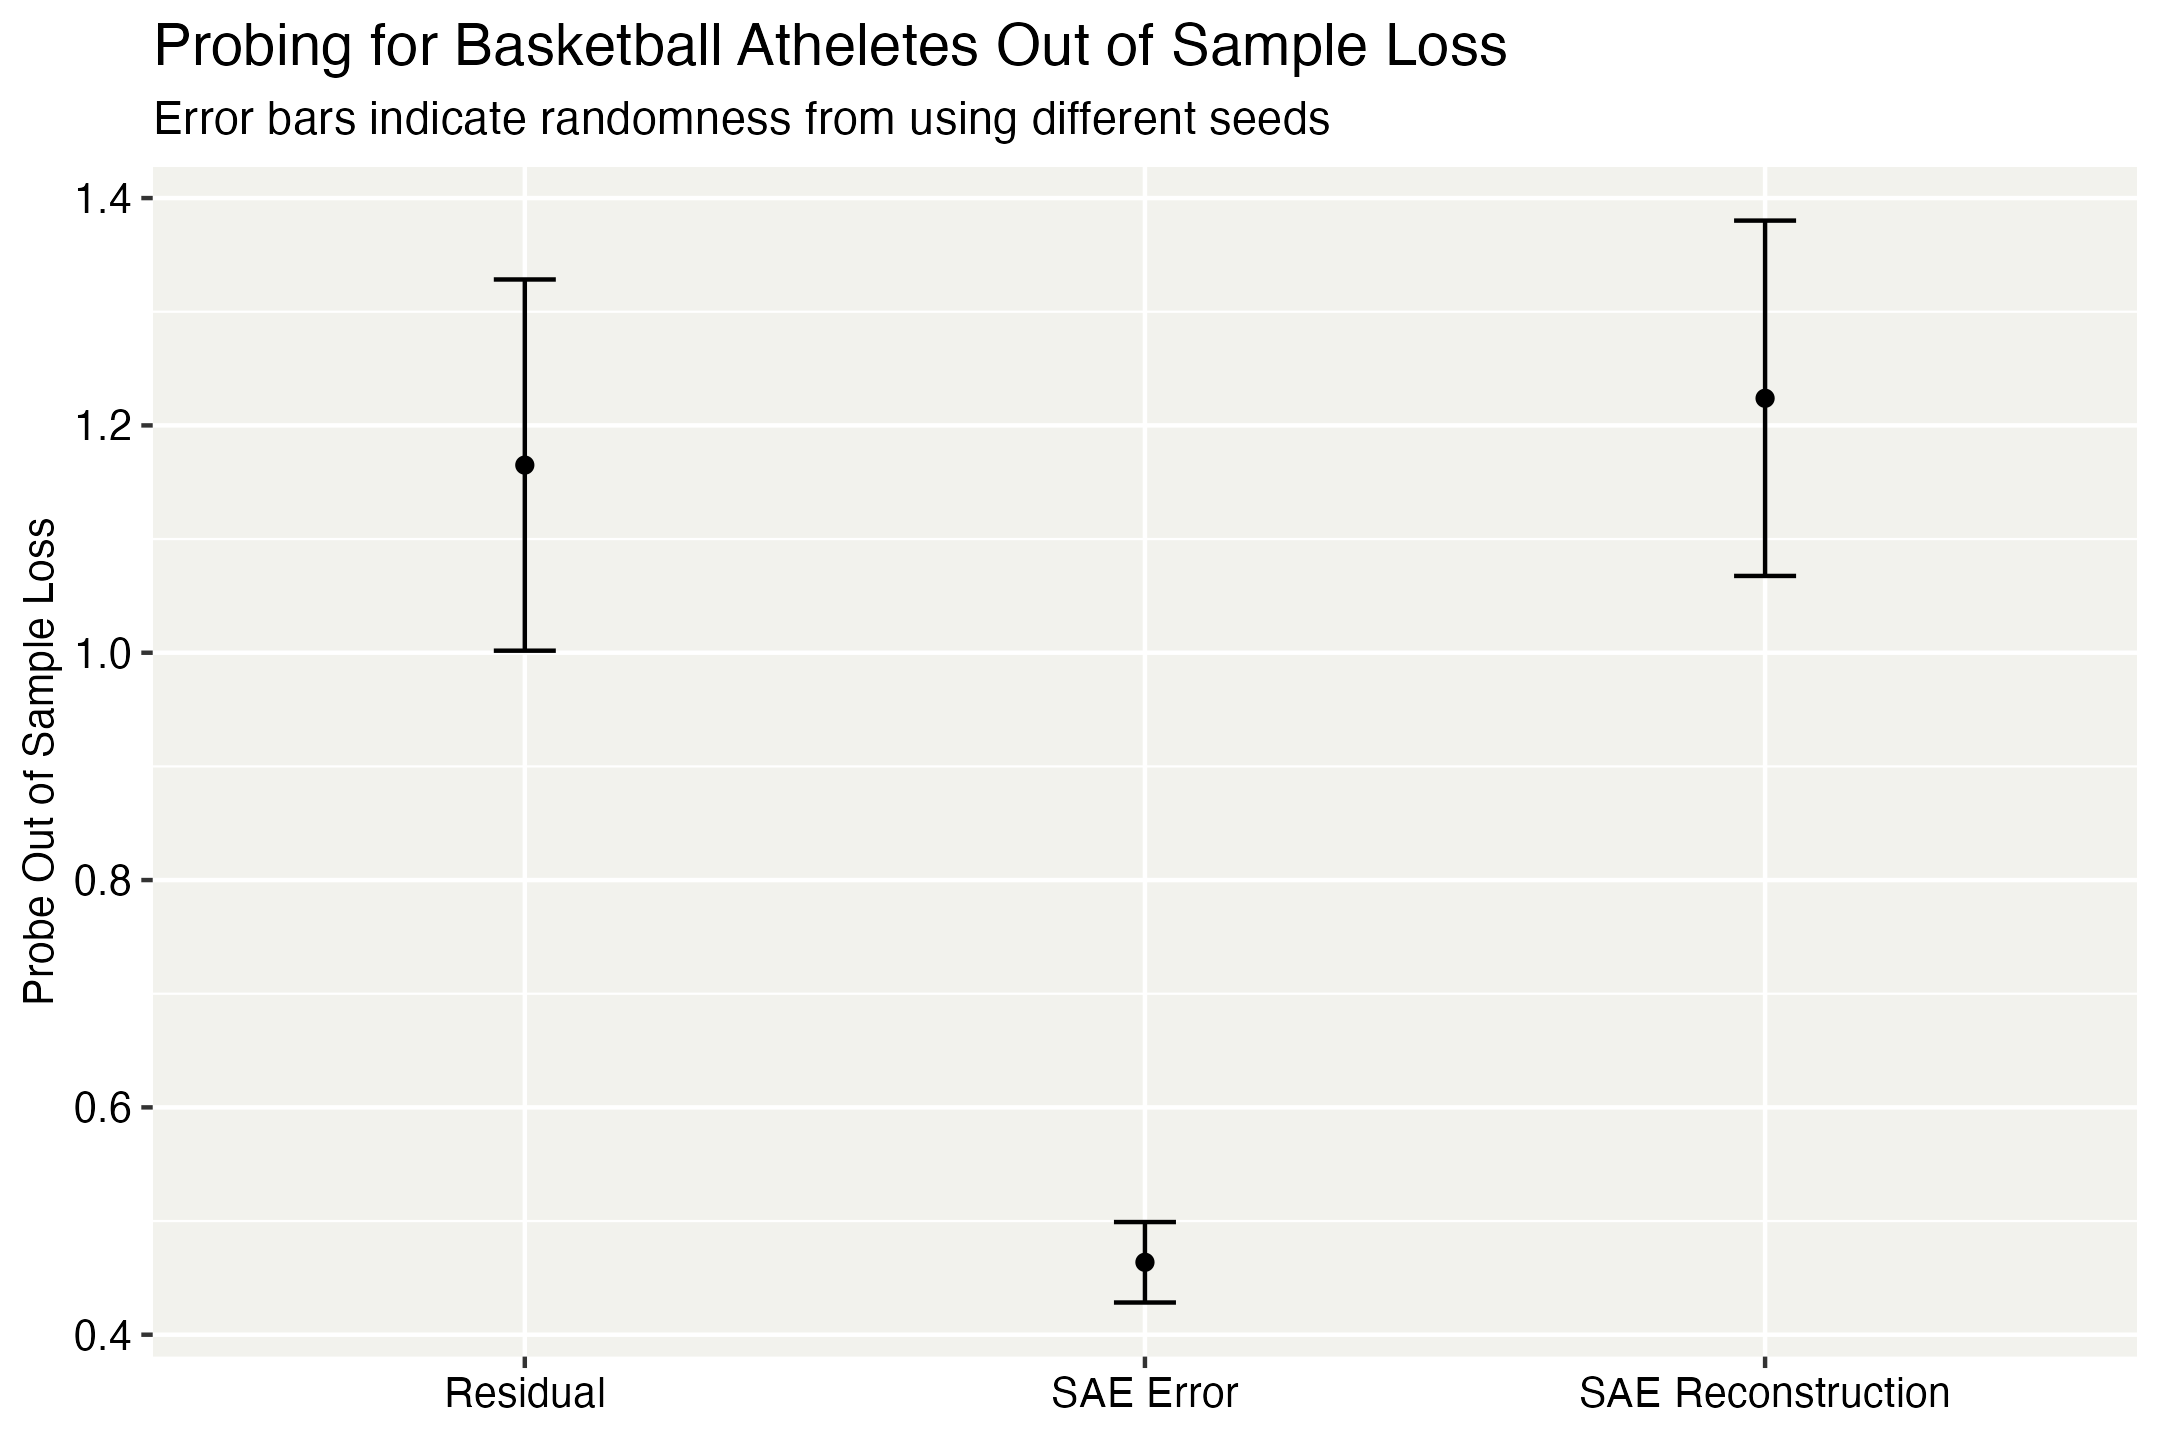 Probing for Basketball Atheletes Out of Sample Loss
Error bars indicate randomness from using different seeds
Probe Out of Sample Loss
1.4
1.2
1.0
0.8
0.6
0.4
Residual
SAE Error
SAE Reconstruction